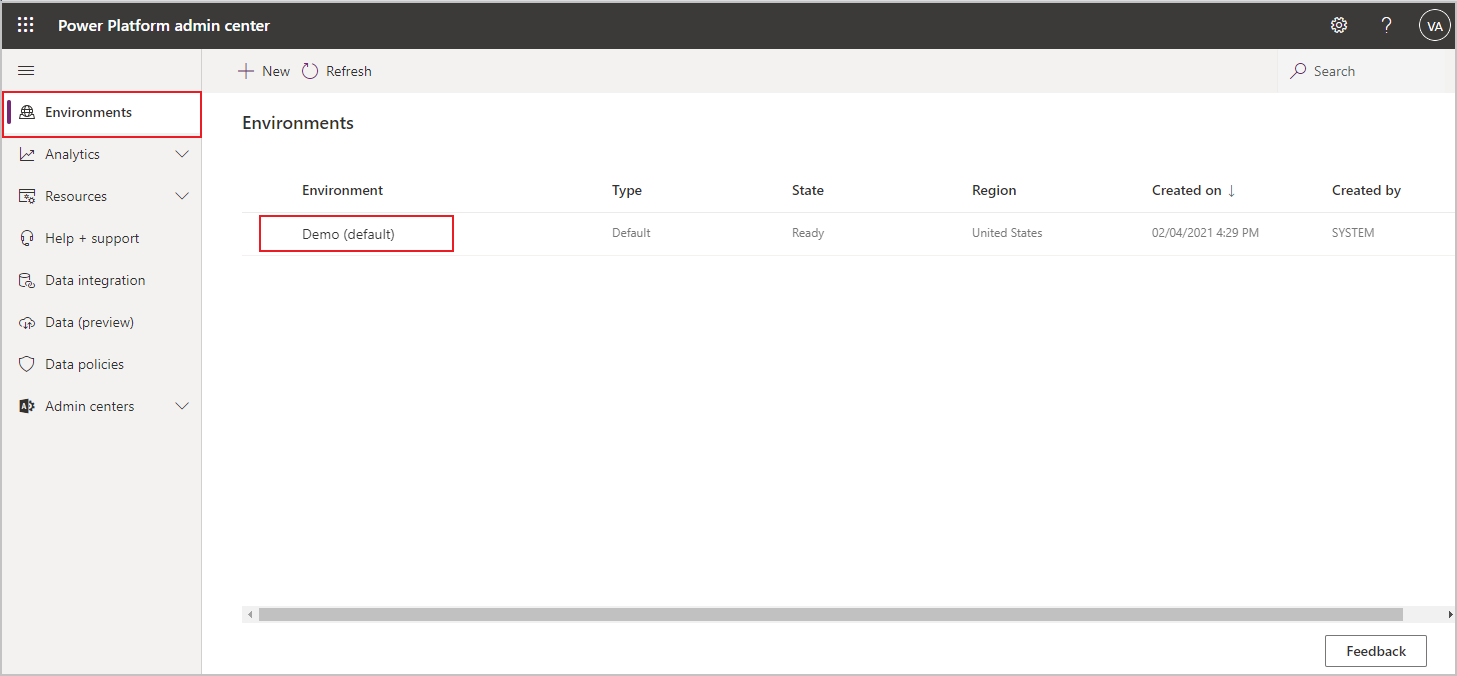 Power Platform admin center
?
VA
New
Refresh
Search
Environments
Analytics
Resources
Help + support
Data integration
Data (preview)
Data policies
Admin centers
Environments
Environment Type State Region Created on ↓ Created by
Demo (default) Default Ready United States 02/04/2021 4:29 PM SYSTEM
Feedback